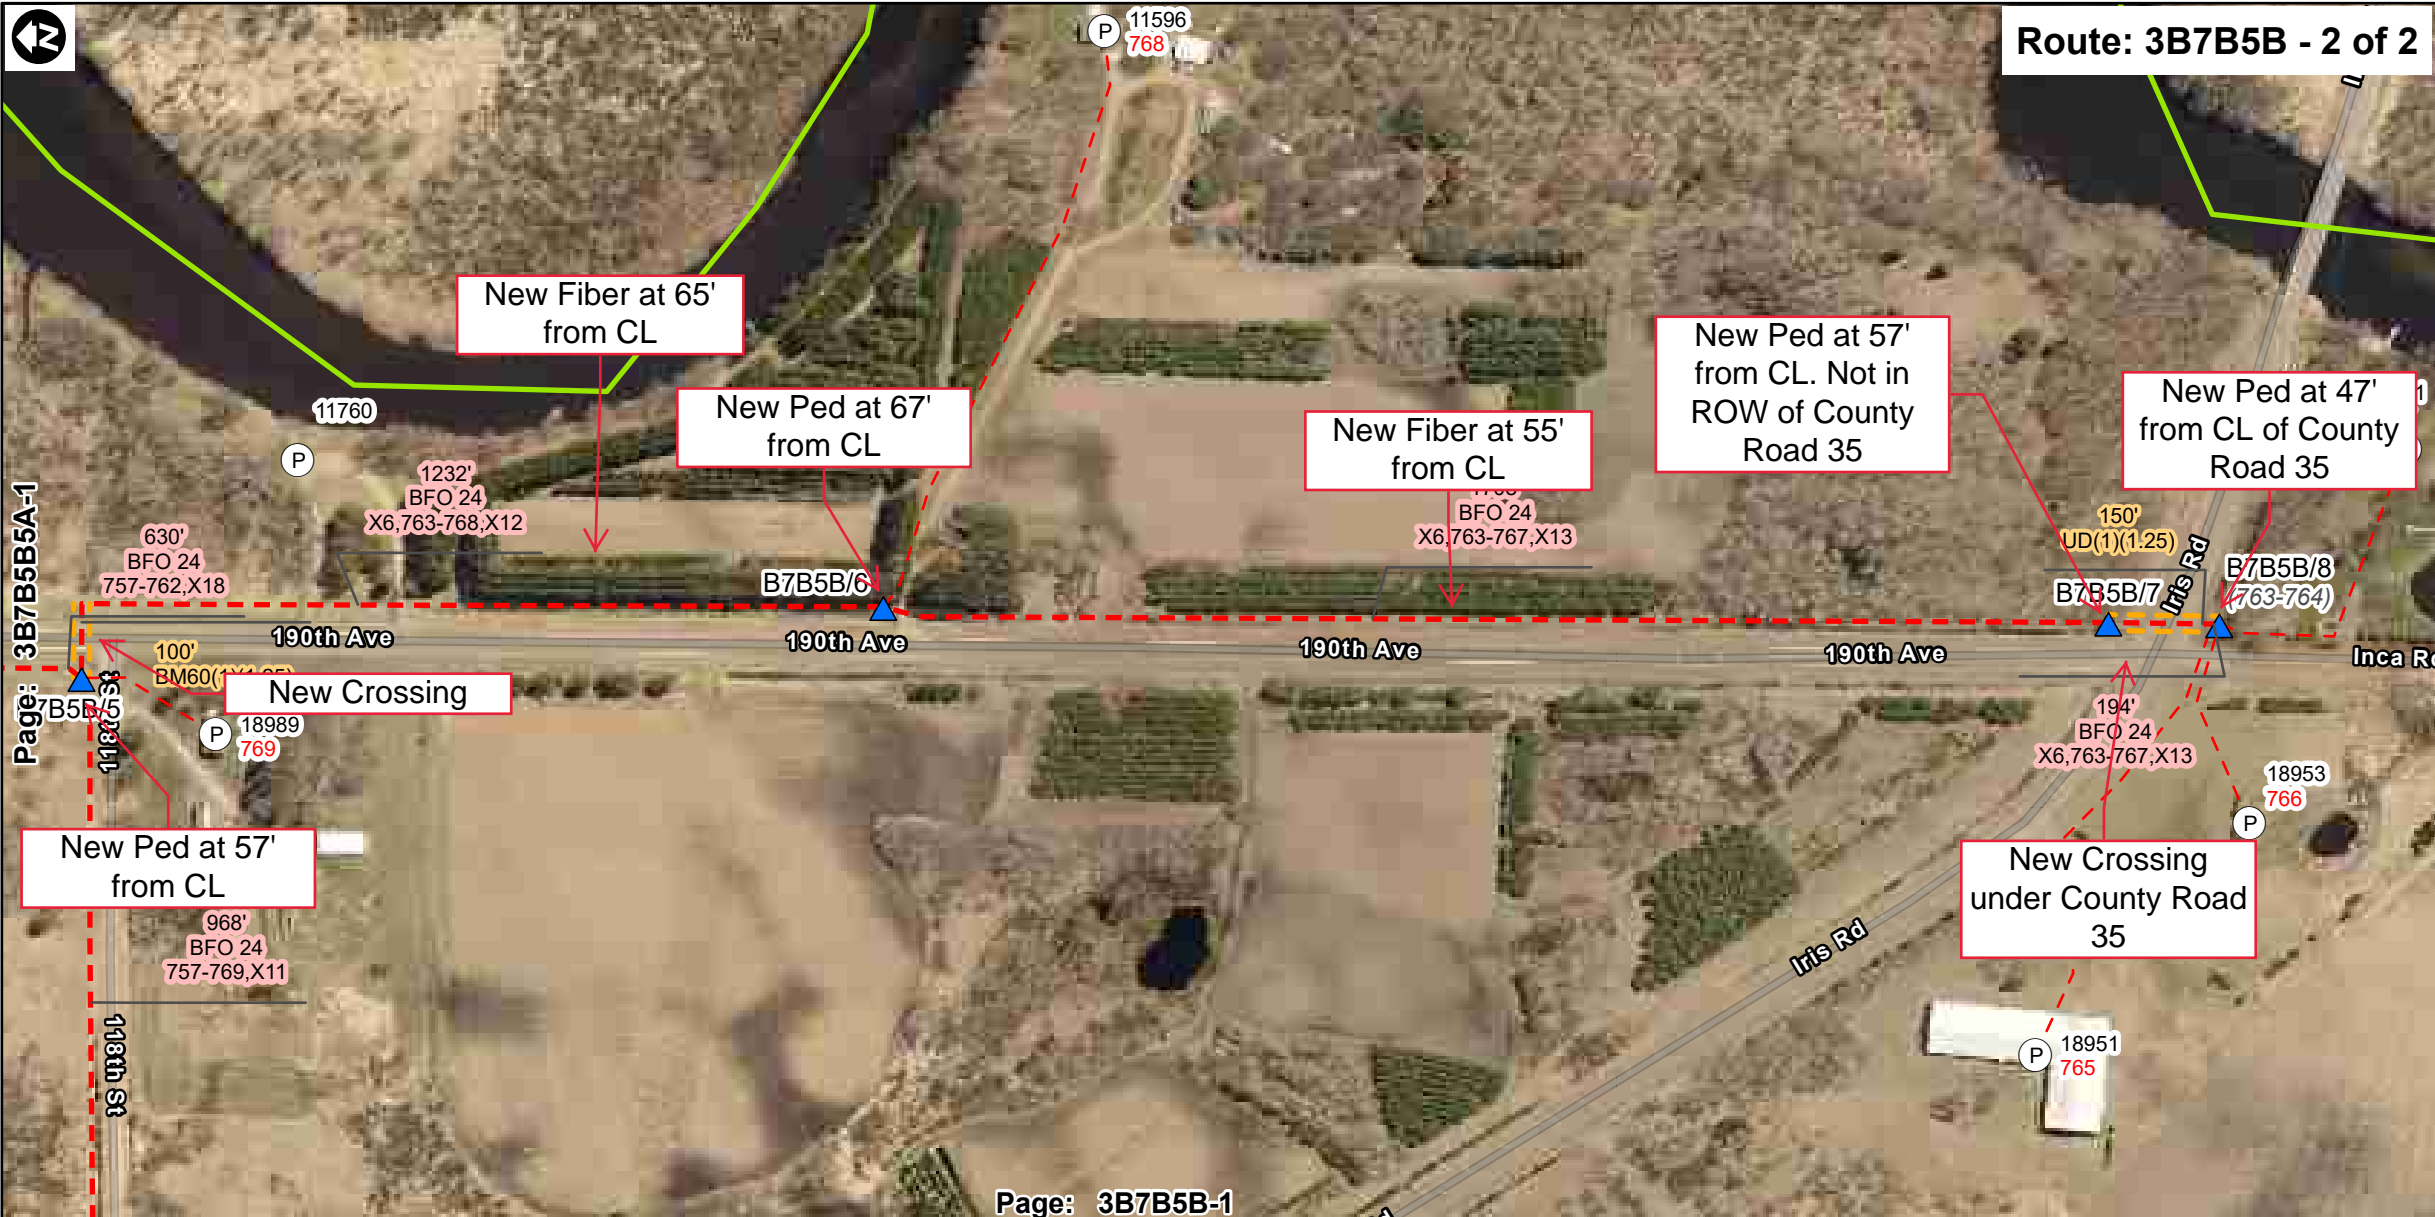 N
Route: 3B7B5B - 2 of 2
P
11596
768
New Fiber at 65'
from CL
New Ped at 67'
from CL
New Fiber at 55'
from CL
New Ped at 57'
from CL. Not in
ROW of County
Road 35
New Ped at 47'
from CL of County
Road 35
11760
P
1232'
BFO 24
X6,763-768,X12
630'
BFO 24
757-762,X18
BFO 24
X6,763-767,X13
150'
UD(1)(1.25)
Iris Rd
B7B5B/6
B7B5B/7
B7B5B/8
(763-764)
Page: 3B7B5B5A-1
190th Ave
190th Ave
190th Ave
190th Ave
Inca
100'
New Crossing
118th St
P
18989
769
194'
BFO 24
X6,763-767,X13
18953
766
P
New Ped at 57'
from CL
New Crossing
under County Road
35
968'
BFO 24
757-769,X11
Iris Rd
118th St
P
18951
765
Page: 3B7B5B-1